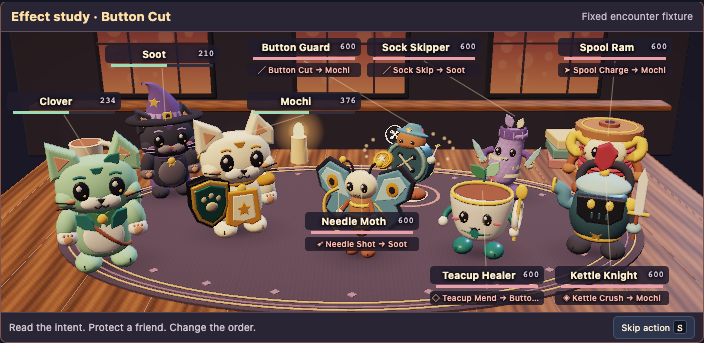 Effect study · Button Cut
Fixed encounter fixture
Soot 210
Button Guard 600
Button Cut → Mochi
Sock Skipper 600
Sock Skip → Soot
Spool Ram 600
Spool Charge → Mochi
Clover 234
Mochi 376
Needle Moth 600
Needle Shot → Soot
Teacup Healer 600
Teacup Mend → Butto...
Kettle Knight 600
Kettle Crush → Mochi
Read the intent. Protect a friend. Change the order.
Skip action S